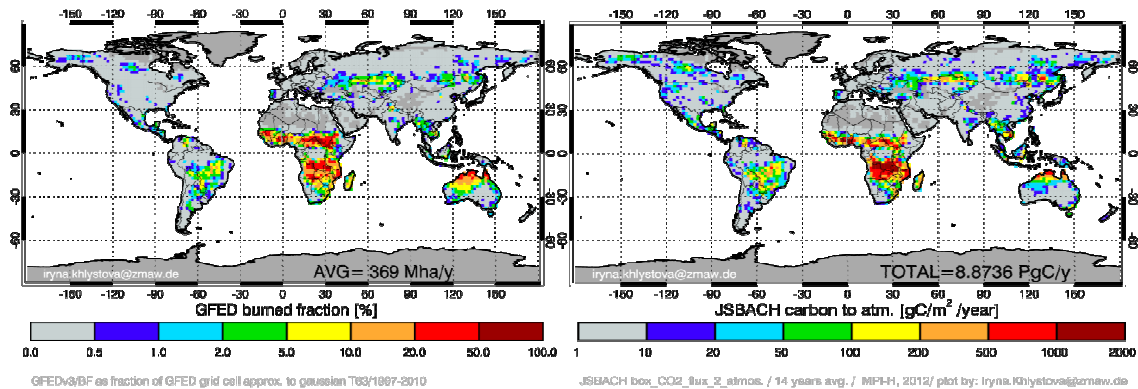 -150 -120 -90 -60 -30 0 30 60 90 120 150
60 30 0 -30 -60
iryna.khlystova@zmaw.de
AVG= 369 Mha/y
-150 -120 -90 -60 -30 0 30 60 90 120 150
GFED burned fraction [%]
0.0 0.5 1.0 2.0 5.0 10.0 20.0 50.0 100.0
GFEDv3/BF as fraction of GFED grid cell approx. to gaussian T63/1997-2010
-150 -120 -90 -60 -30 0 30 60 90 120 150
60 30 0 -30 -60
iryna.khlystova@zmaw.de
TOTAL=8.8736 PgC/y
-150 -120 -90 -60 -30 0 30 60 90 120 150
JSBACH carbon to atm. [gC/m² /year]
1 10 20 50 100 200 500 1000 2000
JSBACH box_CO2_flux_2_atmos. / 14 years avg. / MPI-H, 2012/ plot by: Iryna.Khlystova@zmaw.de